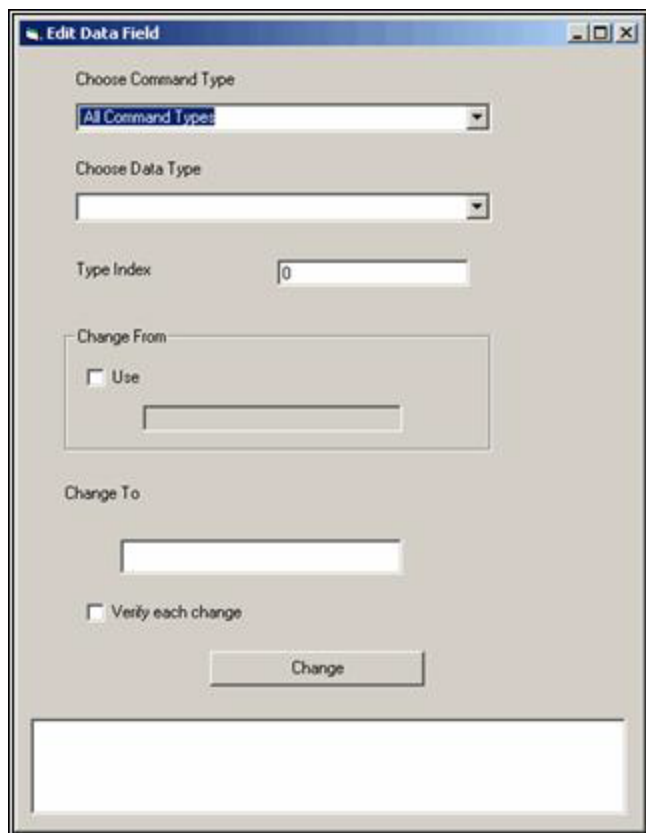 Edit Data Field
Choose Command Type
All Command Types
Choose Data Type
Type Index
0
Change From
Use
Change To
Verify each change
Change